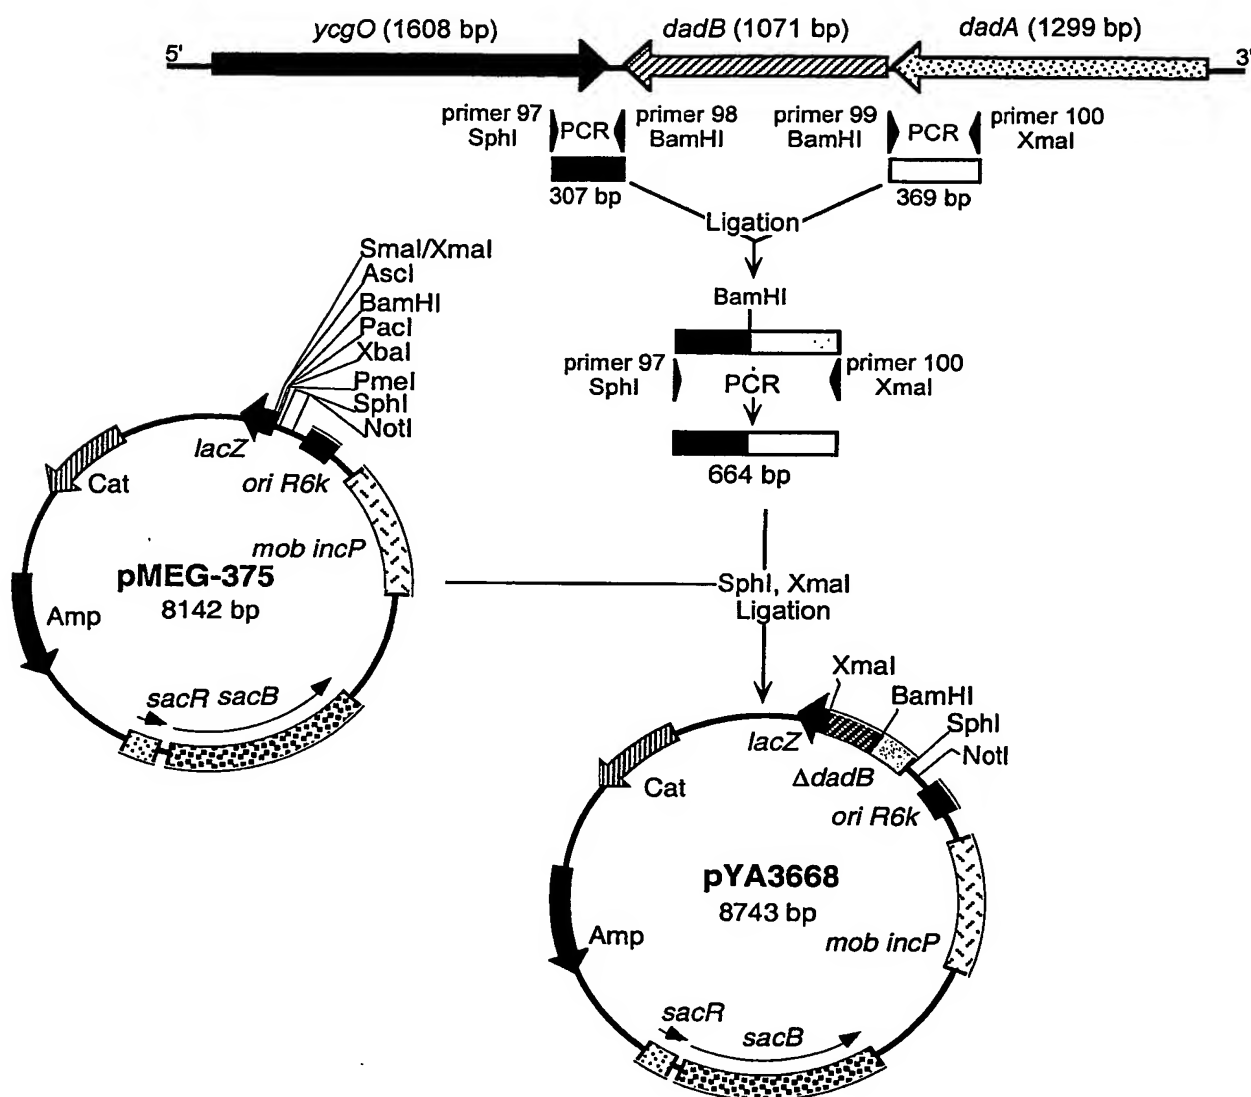 ycgO (1608 bp)
dadB (1071 bp)
dadA (1299 bp)
5'
3'
primer 97
SphI
PCR
primer 98
BamHI
primer 99
BamHI
PCR
primer 100
XmaI
307 bp
369 bp
Ligation
BamHI
primer 97
SphI
PCR
primer 100
XmaI
664 bp
SmaI/XmaI
AscI
BamHI
PacI
XbaI
PmeI
SphI
NotI
lacZ
Cat
ori R6k
mob incP
pMEG-375
8142 bp
Amp
sacR sacB
SphI, XmaI
Ligation
XmaI
BamHI
SphI
NotI
lacZ
ΔdadB
Cat
ori R6k
pYA3668
8743 bp
Amp
mob incP
sacR
sacB